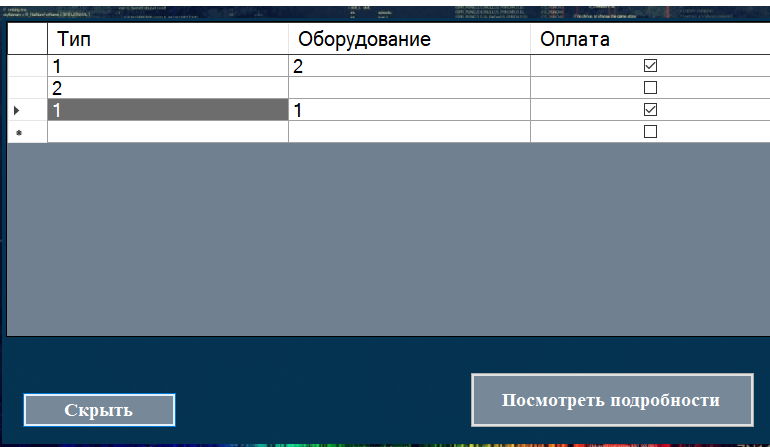 Тип Оборудование Оплата
1 2
2
1 1
Скрыть
Посмотреть подробности